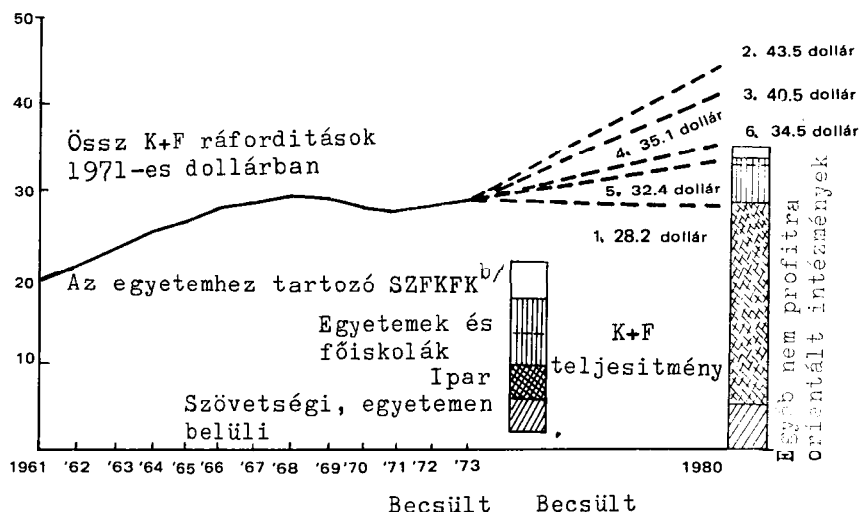 50
40
30
20
10
2. 43.5 dollár
3. 40.5 dollár
4. 35.1 dollár
6. 34.5 dollár
5. 32.4 dollár
1. 28.2 dollár
Össz K+F ráforditások
1971-es dollárban
Az egyetemhez tartozó SZFKFK b/
Egyetemek és
főiskolák
Ipar
Szövetségi, egyetemen
belüli
K+F
teljesitmény
Egyéb nem profitra
orientált intézmények
1961 '62 '63 '64 '65 '66 '67 '68 '69 '70 '71 '72 '73 1980
Becsült Becsült